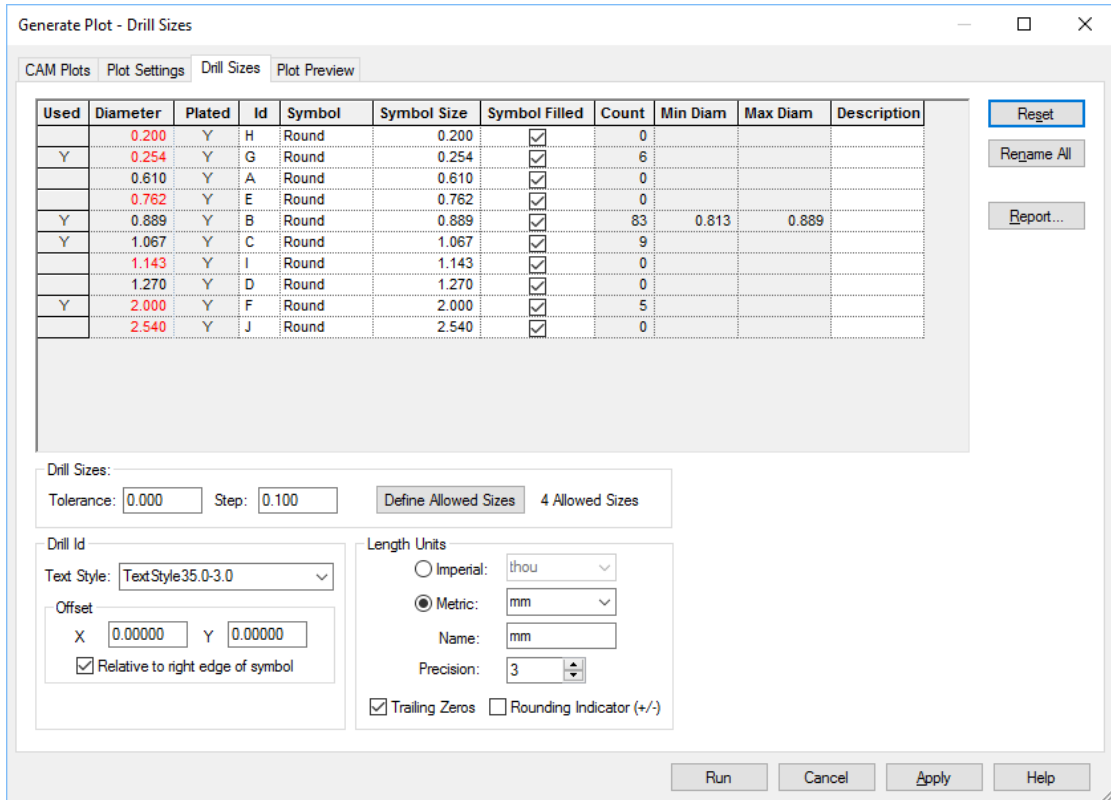 Generate Plot - Drill Sizes
CAM Plots Plot Settings Drill Sizes Plot Preview
Used Diameter Plated Id Symbol Symbol Size Symbol Filled Count Min Diam Max Diam Description
0.200 Y H Round 0.200 0
Y 0.254 Y G Round 0.254 6
0.610 Y A Round 0.610 0
0.762 Y E Round 0.762 0
Y 0.889 Y B Round 0.889 83 0.813 0.889
Y 1.067 Y C Round 1.067 9
1.143 Y I Round 1.143 0
1.270 Y D Round 1.270 0
Y 2.000 Y F Round 2.000 5
2.540 Y J Round 2.540 0
Reset
Rename All
Report...
Drill Sizes:
Tolerance: 0.000 Step: 0.100 Define Allowed Sizes 4 Allowed Sizes
Drill Id
Text Style: TextStyle35.0-3.0
Offset
X 0.00000 Y 0.00000
Relative to right edge of symbol
Length Units
Imperial: thou
Metric: mm
Name: mm
Precision: 3
Trailing Zeros Rounding Indicator (+/-)
Run Cancel Apply Help